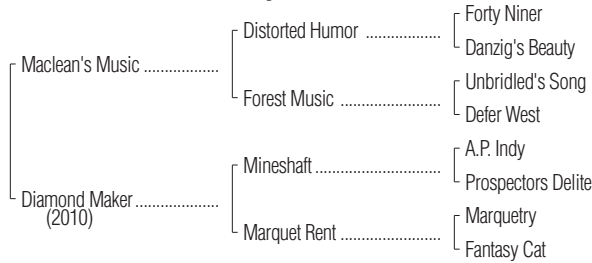 Forty Niner
Distorted Humor ..................
Danzig's Beauty
Maclean's Music ..................
Unbridled's Song
Forest Music ........................
Defer West
A.P. Indy
Mineshaft ..............................
Prospectors Delite
Diamond Maker ....................
(2010)
Marquetry
Marquet Rent ........................
Fantasy Cat